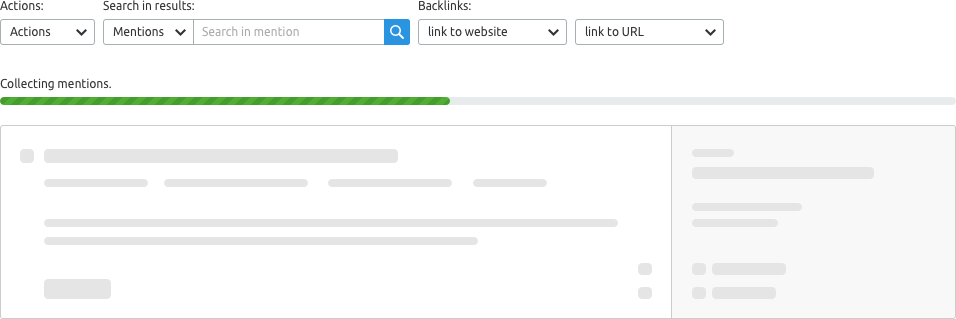 Actions:
Search in results:
Backlinks:
Actions
Mentions
Search in mention
link to website
link to URL
Collecting mentions.